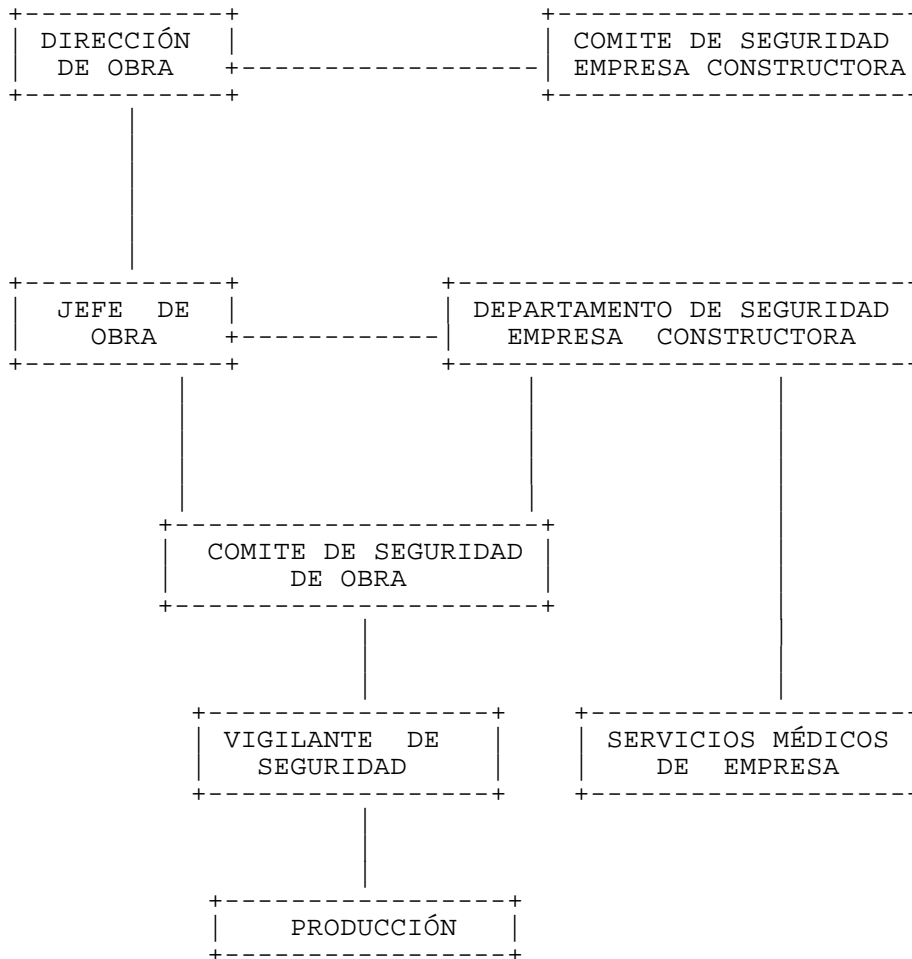 DIRECCIÓN
DE OBRA
COMITE DE SEGURIDAD
EMPRESA CONSTRUCTORA
JEFE DE
OBRA
DEPARTAMENTO DE SEGURIDAD
EMPRESA CONSTRUCTORA
COMITE DE SEGURIDAD
DE OBRA
VIGILANTE DE
SEGURIDAD
SERVICIOS MÉDICOS
DE EMPRESA
PRODUCCIÓN